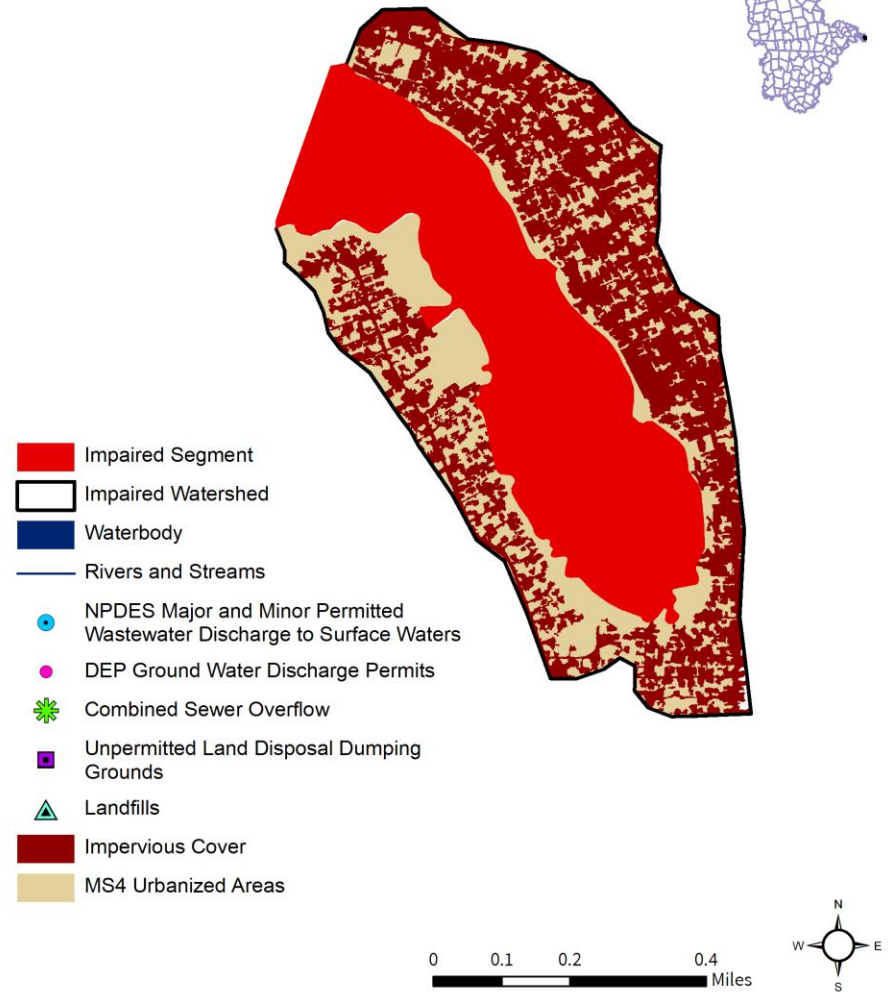 Impaired Segment
Impaired Watershed
Waterbody
Rivers and Streams
NPDES Major and Minor Permitted
Wastewater Discharge to Surface Waters
DEP Ground Water Discharge Permits
Combined Sewer Overflow
Unpermitted Land Disposal Dumping
Grounds
Landfills
Impervious Cover
MS4 Urbanized Areas
N
W E
S
0 0.1 0.2 0.4
Miles